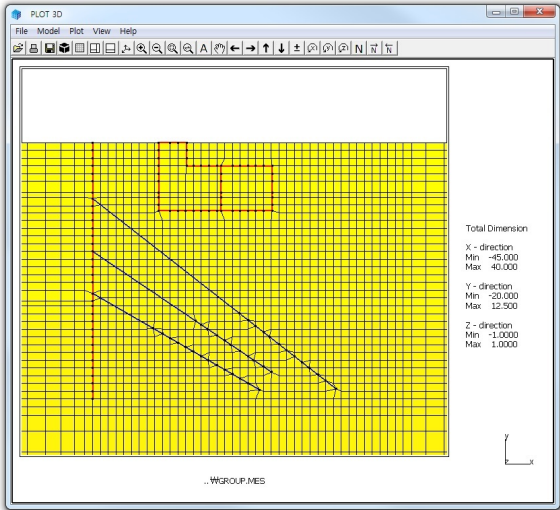 PLOT 3D
File Model Plot View Help
A N N N
Total Dimension
X - direction
Min -45.000
Max 40.000
Y - direction
Min -20.000
Max 12.500
Z - direction
Min -1.0000
Max 1.0000
y
z x
..₩GROUP.MES